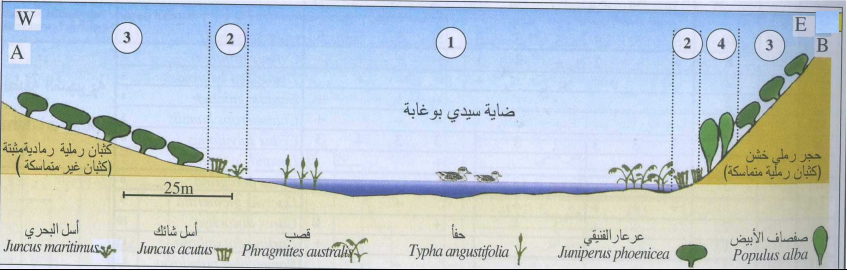 W
E
A
B
3
2
1
2
4
3
ضاية سيدي بوغابة
كثبان رملية رمادية مثبتة
(كثبان غير متماسكة)
حجر رملي خشن
(كثبان رملية متماسكة)
25m
أسل البحري
Juncus maritimus
أسل شائك
Juncus acutus
قصب
Phragmites australis
حفأ
Typha angustifolia
عرعار الفنيقي
Juniperus phoenicea
صفصاف الأبيض
Populus alba